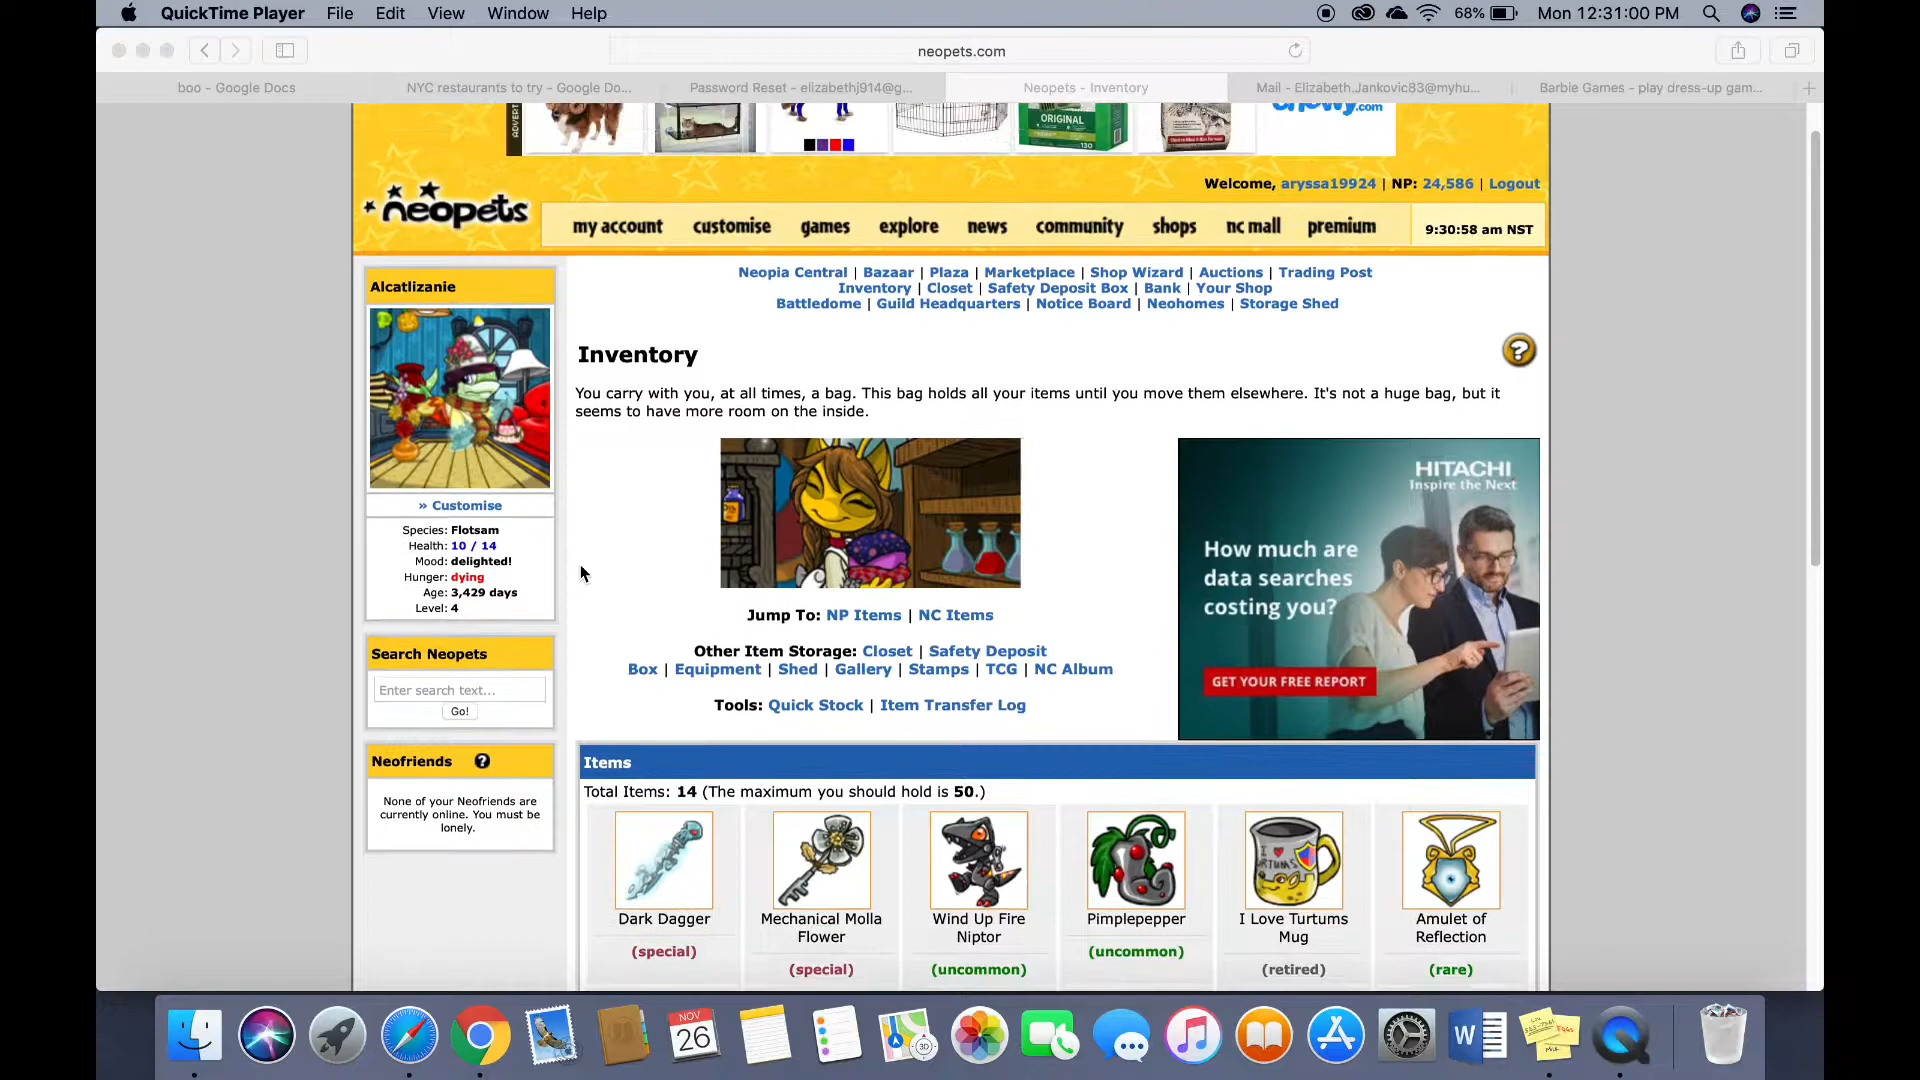 QuickTime Player File Edit View Window Help 68% Mon 12:31:00 PM
neopets.com
boo - Google Docs NYC restaurants to try - Google Do... Password Reset - elizabethj914@g... Neopets - Inventory Mail - Elizabeth.Jankovic83@myhu... Barbie Games - play dress-up gam...
ORIGINAL
130
Welcome, aryssa19924 | NP: 24,586 | Logout
neopets
my account customise games explore news community shops nc mall premium 9:30:58 am NST
Neopia Central | Bazaar | Plaza | Marketplace | Shop Wizard | Auctions | Trading Post
Inventory | Closet | Safety Deposit Box | Bank | Your Shop
Battledome | Guild Headquarters | Notice Board | Neohomes | Storage Shed
Alcatlizanie
» Customise
Species: Flotsam
Health: 10 / 14
Mood: delighted!
Hunger: dying
Age: 3,429 days
Level: 4
Search Neopets
Enter search text...
Go!
Neofriends ?
None of your Neofriends are
currently online. You must be
lonely.
Inventory
?
You carry with you, at all times, a bag. This bag holds all your items until you move them elsewhere. It's not a huge bag, but it
seems to have more room on the inside.
HITACHI
Inspire the Next
How much are
data searches
costing you?
GET YOUR FREE REPORT
Jump To: NP Items | NC Items
Other Item Storage: Closet | Safety Deposit
Box | Equipment | Shed | Gallery | Stamps | TCG | NC Album
Tools: Quick Stock | Item Transfer Log
Items
Total Items: 14 (The maximum you should hold is 50.)
I ♥
TURTUMS
Dark Dagger
(special)
Mechanical Molla
Flower
(special)
Wind Up Fire
Niptor
(uncommon)
Pimplepepper
(uncommon)
I Love Turtums
Mug
(retired)
Amulet of
Reflection
(rare)
NOV
26
3D
W